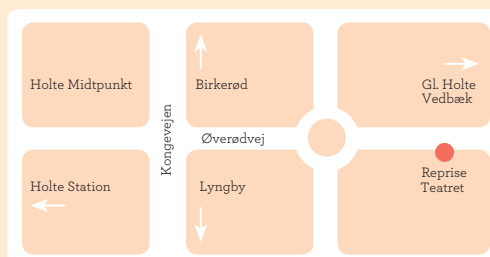 Holte Midtpunkt
Birkerød
Gl. Holte
Vedbæk
Kongevejen
Øverødvej
Holte Station
Lyngby
Reprise
Teatret